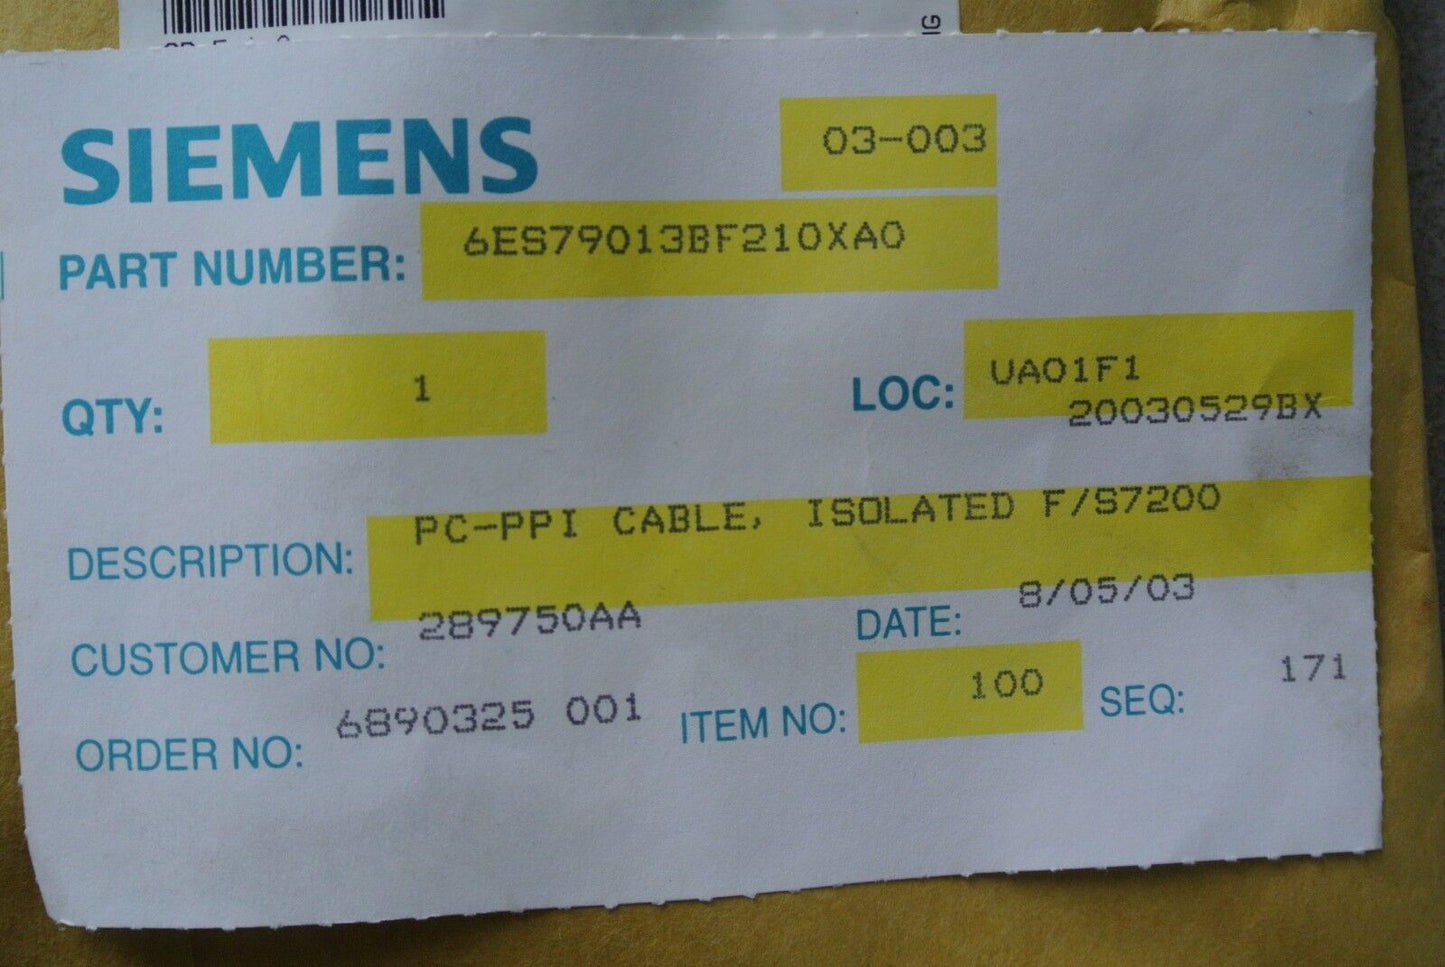 SIEMENS
03-003
PART NUMBER: 6ES79013BF210XA0
QTY: 1
LOC: UA01F1
20030529BX
DESCRIPTION: PC-PPI CABLE, ISOLATED F/S7200
CUSTOMER NO: 289750AA
DATE: 8/05/03
ORDER NO: 6890325 001
ITEM NO: 100
SEQ: 171